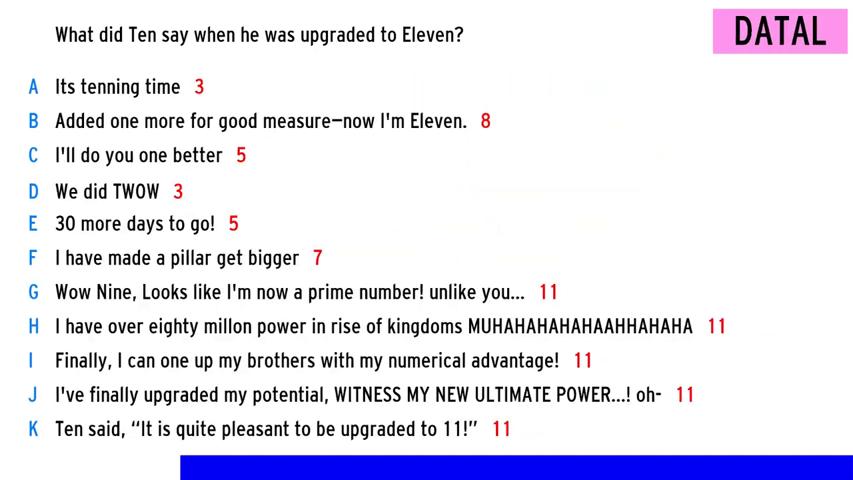 What did Ten say when he was upgraded to Eleven?
DATAL
A Its tenning time 3
B Added one more for good measure—now I'm Eleven. 8
C I'll do you one better 5
D We did TWOW 3
E 30 more days to go! 5
F I have made a pillar get bigger 7
G Wow Nine, Looks like I'm now a prime number! unlike you... 11
H I have over eighty millon power in rise of kingdoms MUHAHAHAHAHAAHHAHAHA 11
I Finally, I can one up my brothers with my numerical advantage! 11
J I've finally upgraded my potential, WITNESS MY NEW ULTIMATE POWER...! oh- 11
K Ten said, “It is quite pleasant to be upgraded to 11!” 11